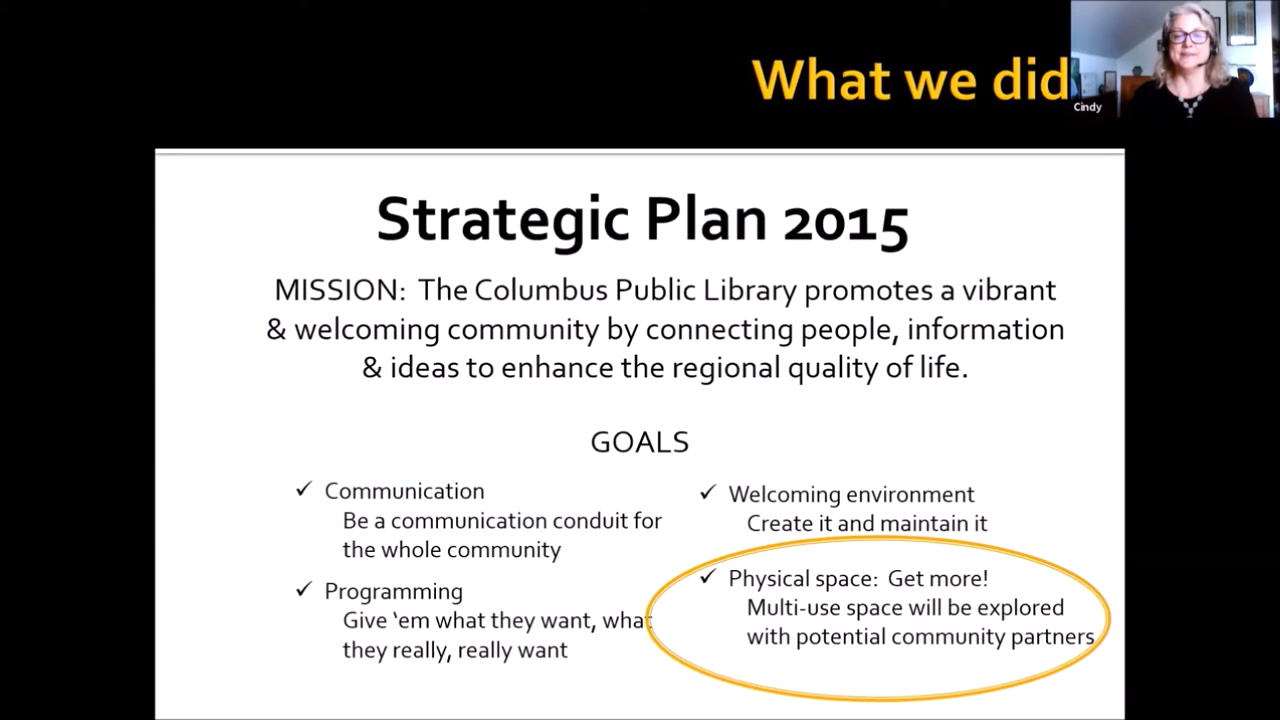 What we did
Cindy
Strategic Plan 2015
MISSION: The Columbus Public Library promotes a vibrant
& welcoming community by connecting people, information
& ideas to enhance the regional quality of life.
GOALS
✓ Communication
Be a communication conduit for
the whole community
✓ Programming
Give ‘em what they want, what
they really, really want
✓ Welcoming environment
Create it and maintain it
✓ Physical space: Get more!
Multi-use space will be explored
with potential community partners